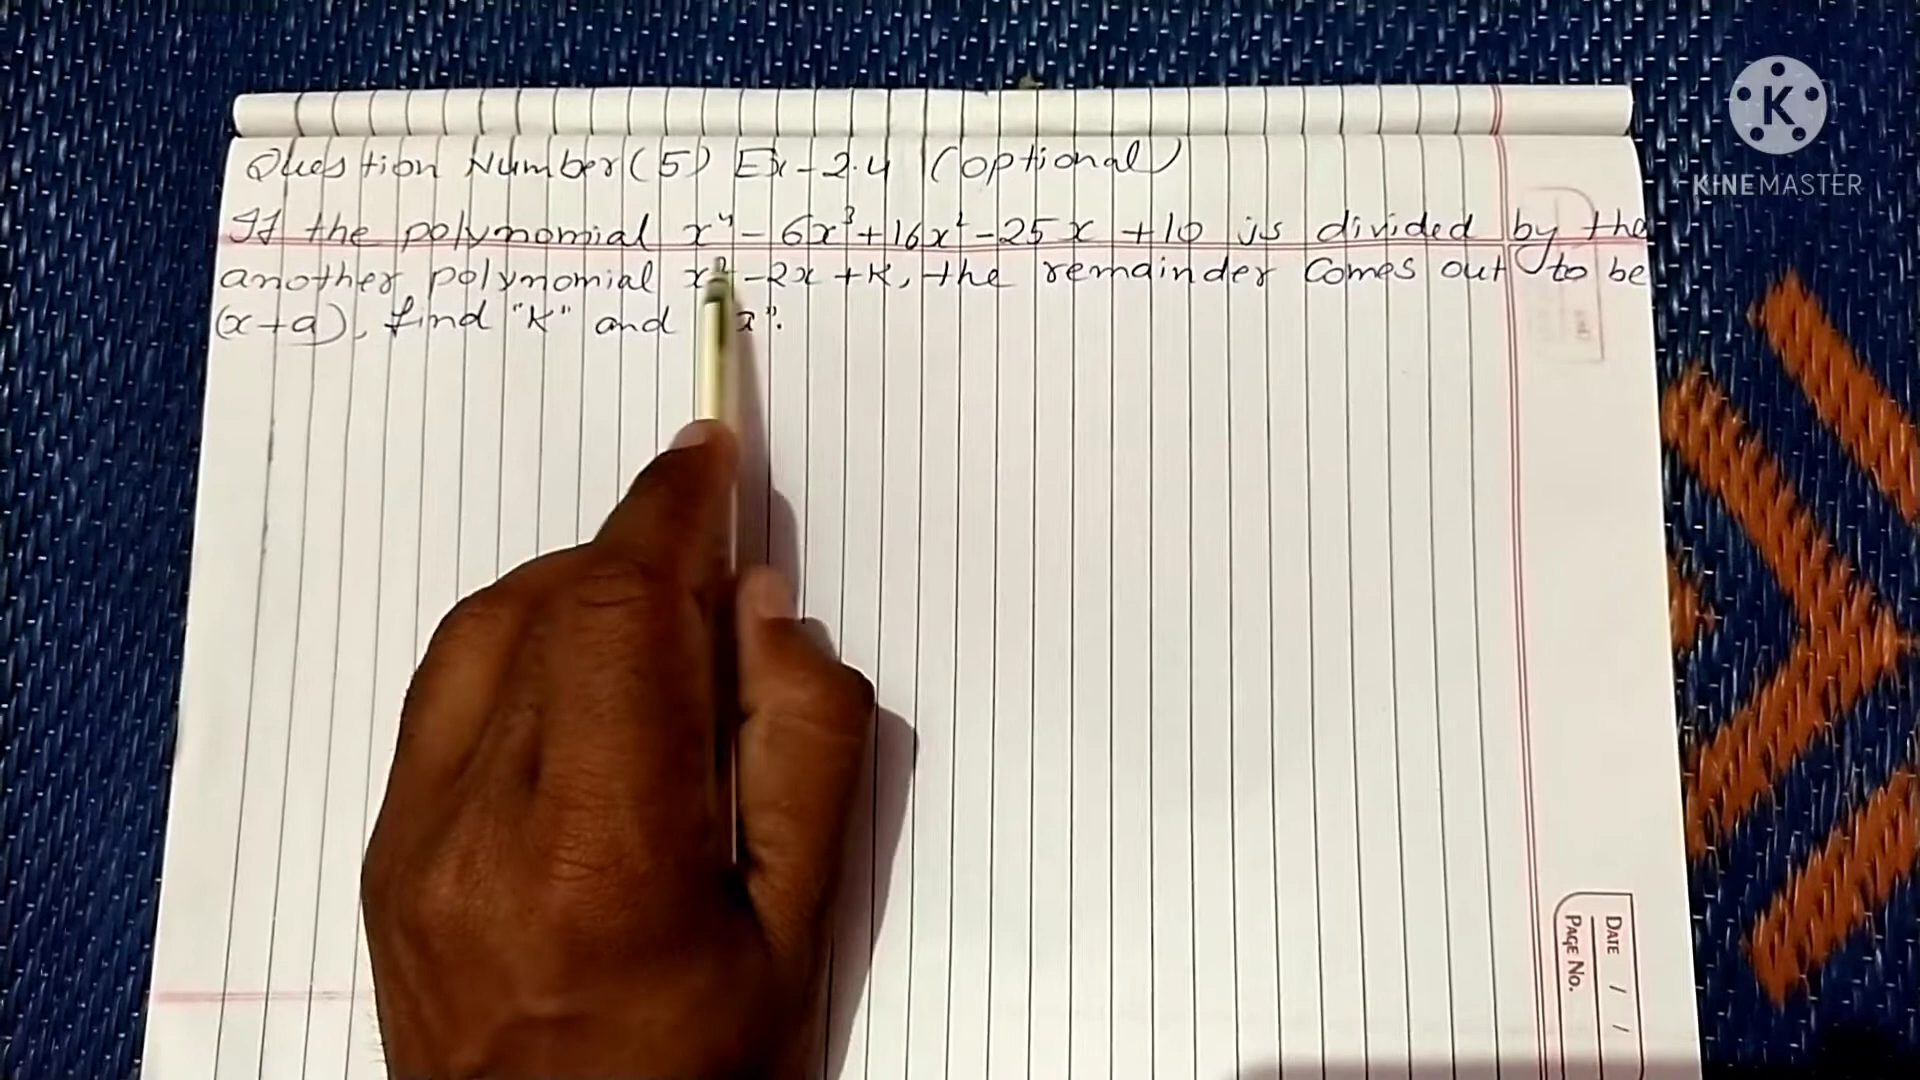 Question Number (5) Ex-2.4 (optional)
If the polynomial x⁴ - 6x³ + 16x² - 25x + 10 is divided by the
another polynomial x² - 2x + K, the remainder comes out to be
(x+a), find "K" and "a".
KINEMASTER
DATE / /
PAGE NO.